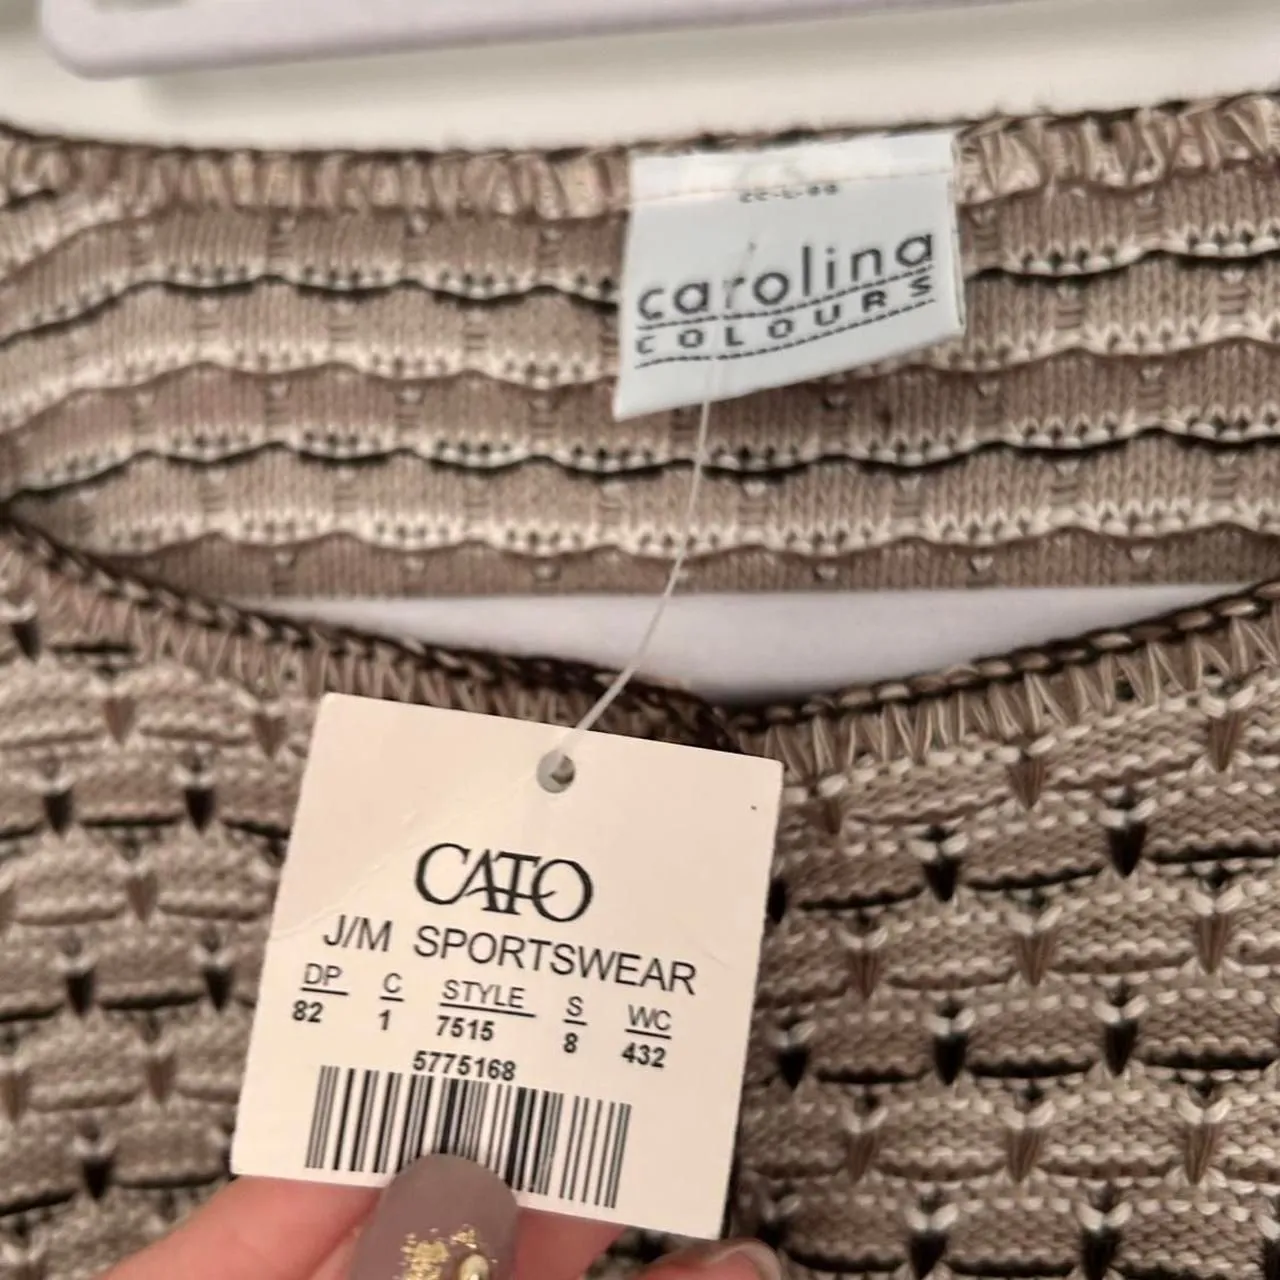 carolina
COLOURS
CATO
J/M SPORTSWEAR
DP C STYLE S WC
82 1 7515 8 432
5775168